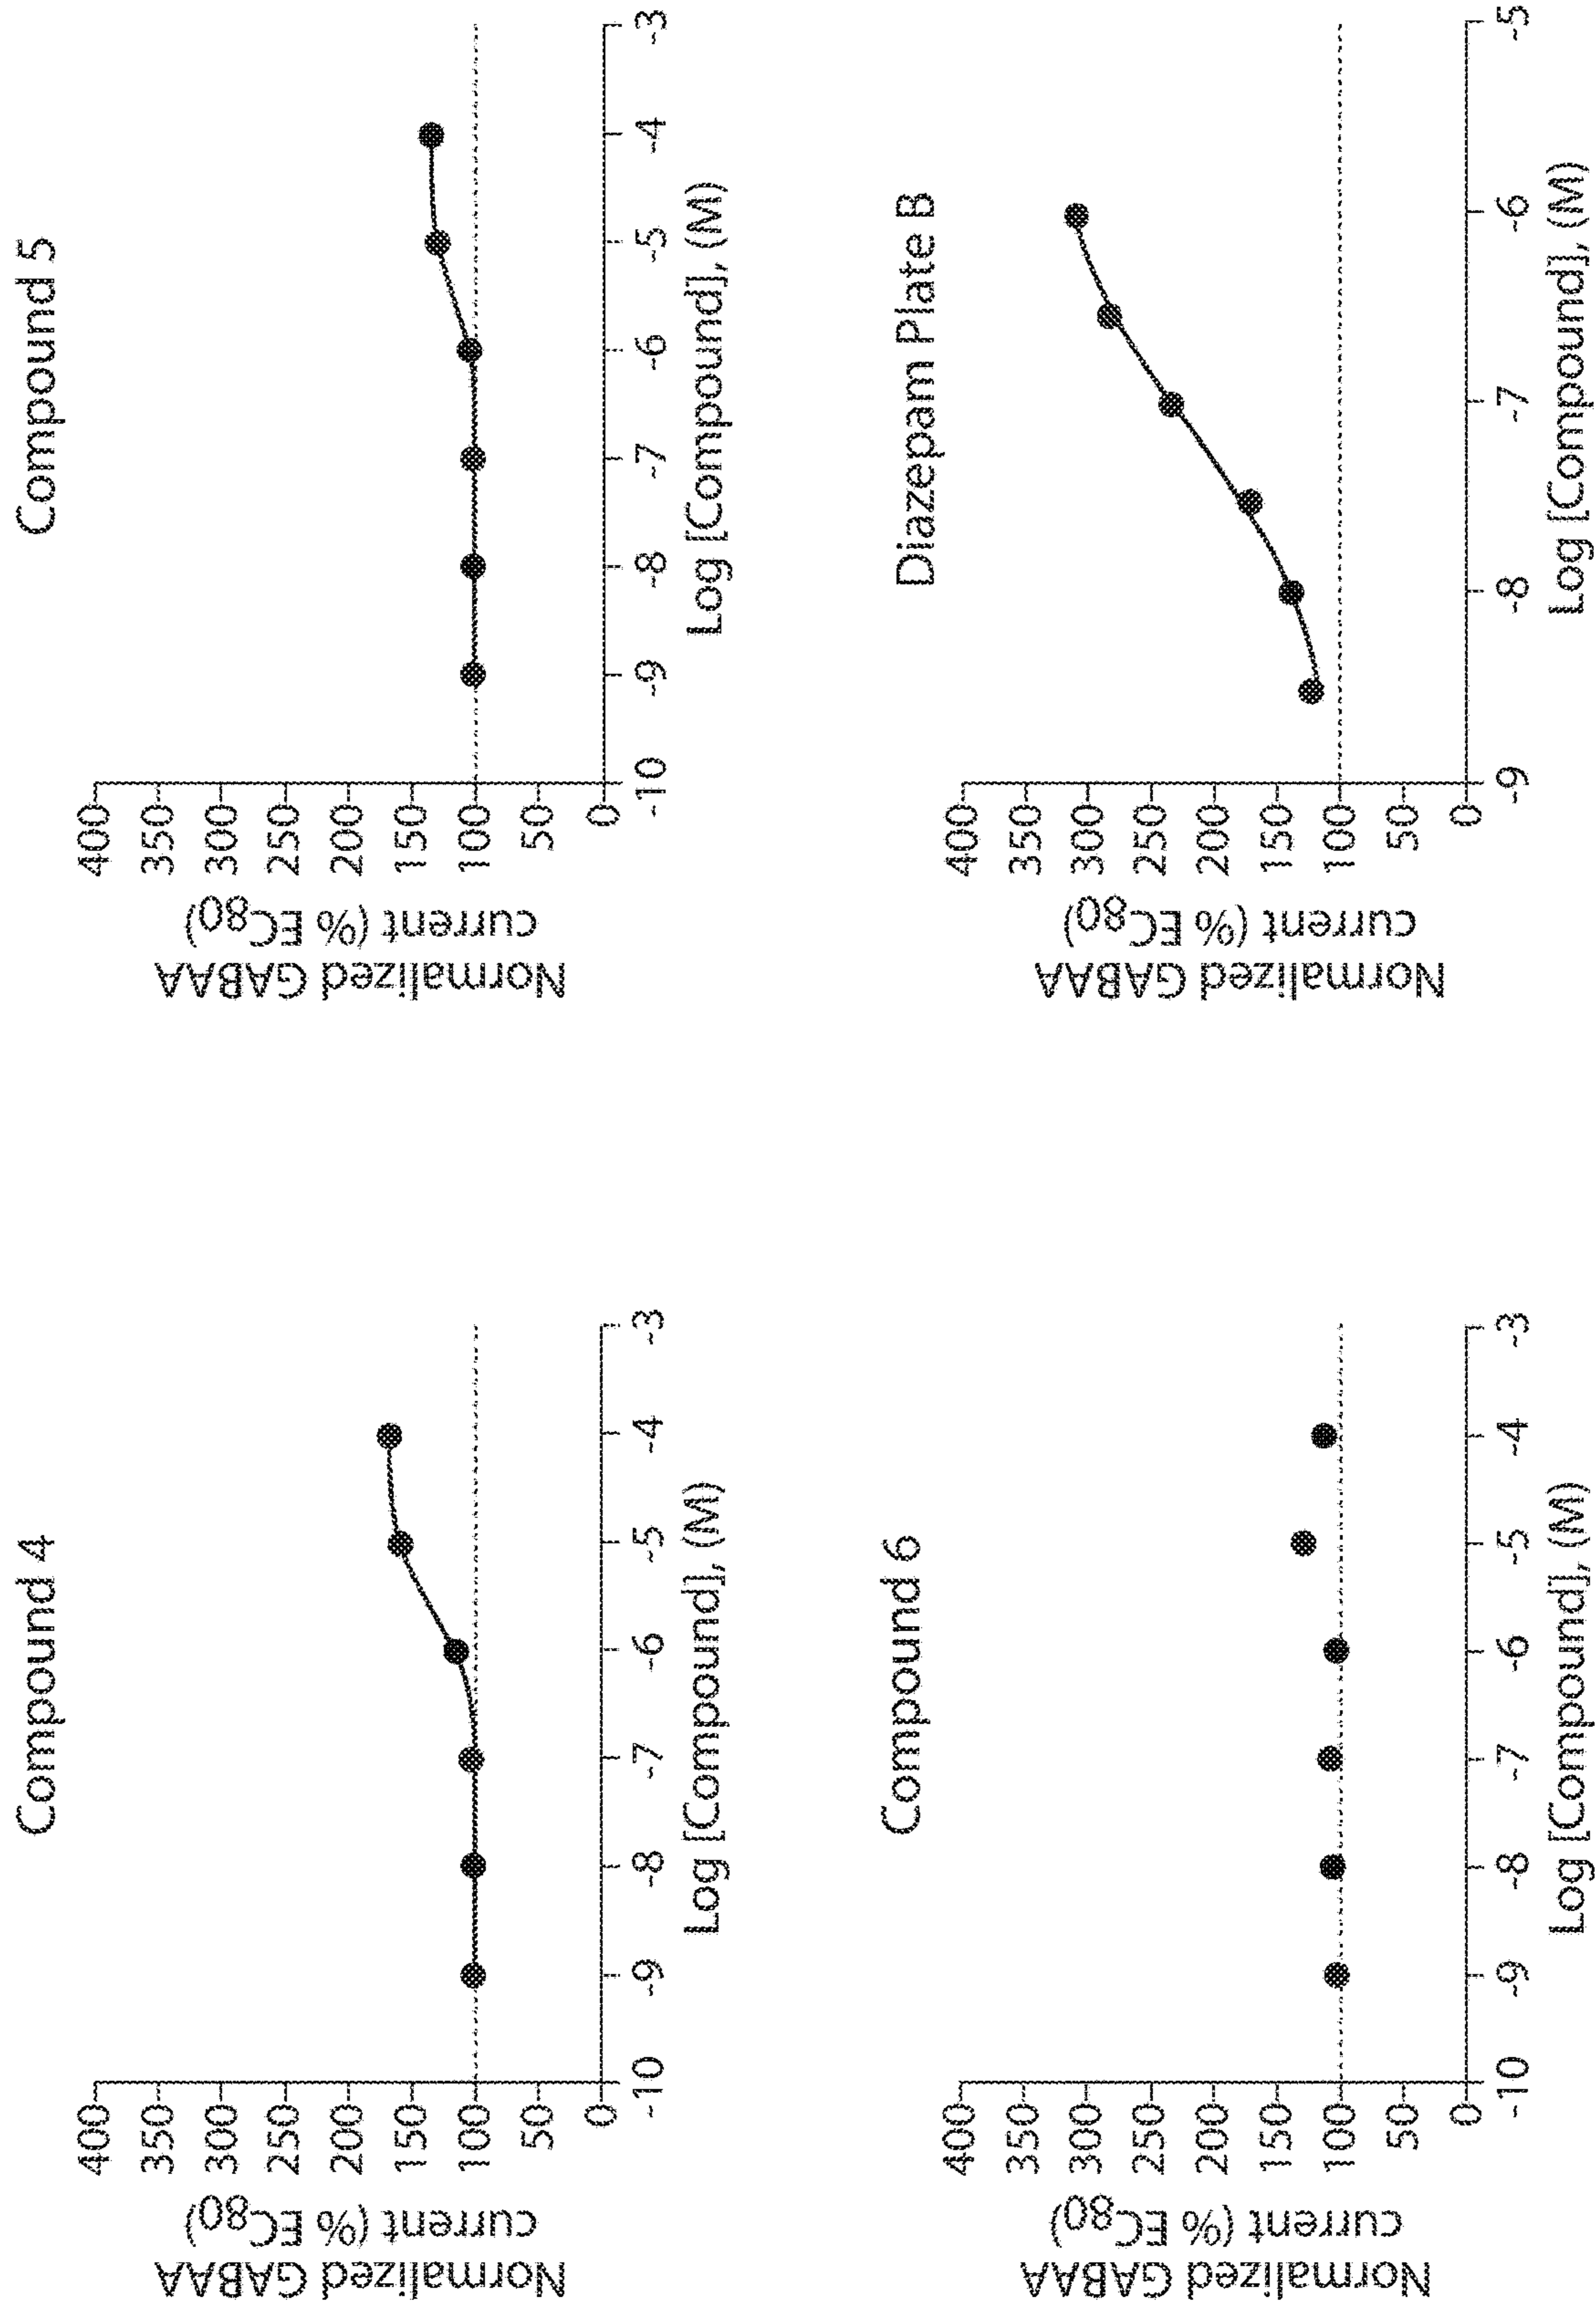 Compound 4
Normalized GABAA
current (% EC80)
400
350
300
250
200
150
100
50
0
-10 -9 -8 -7 -6 -5 -4 -3
Log [Compound], (M)
Compound 5
Normalized GABAA
current (% EC80)
400
350
300
250
200
150
100
50
0
-10 -9 -8 -7 -6 -5 -4 -3
Log [Compound], (M)
Compound 6
Normalized GABAA
current (% EC80)
400
350
300
250
200
150
100
50
0
-10 -9 -8 -7 -6 -5 -4 -3
Log [Compound], (M)
Diazepam Plate B
Normalized GABAA
current (% EC80)
400
350
300
250
200
150
100
50
0
-9 -8 -7 -6 -5
Log [Compound], (M)